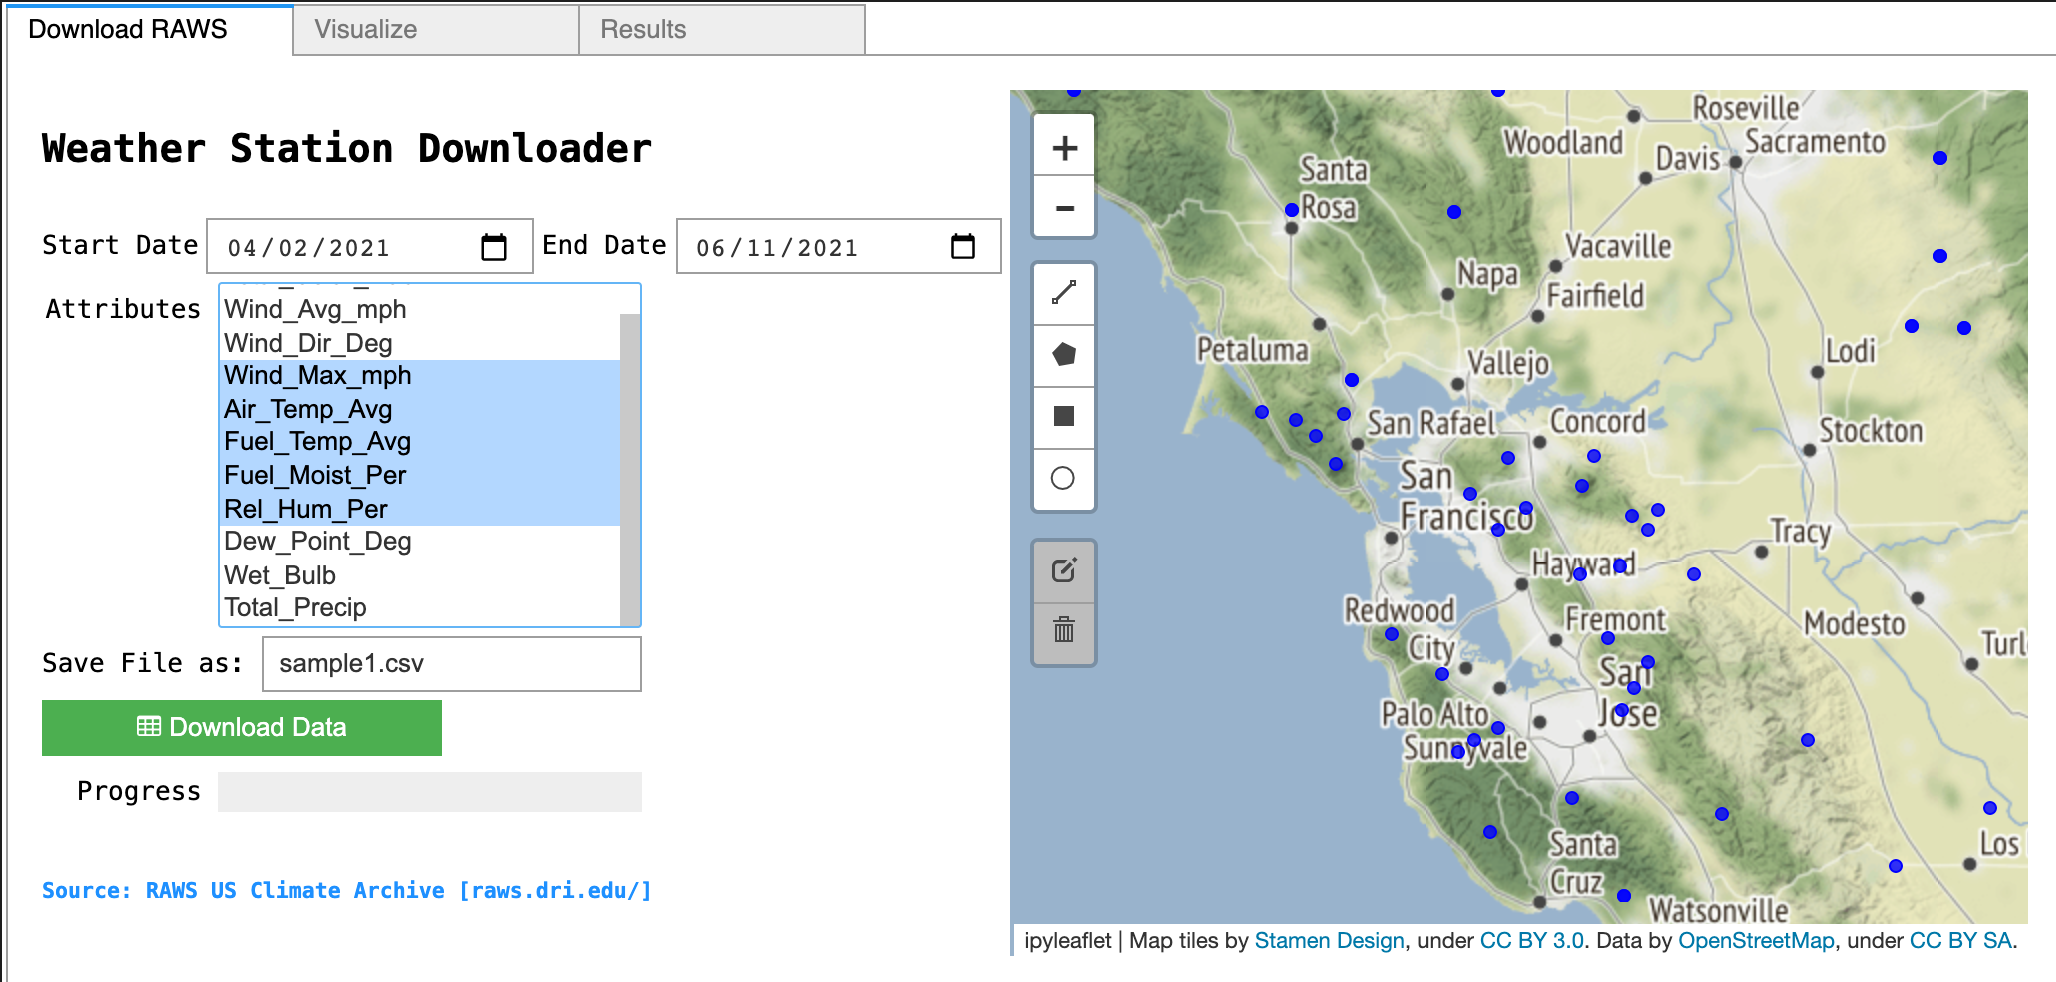 Download RAWS
Visualize
Results
Weather Station Downloader
Start Date 04/02/2021 End Date 06/11/2021
Attributes
Wind_Avg_mph
Wind_Dir_Deg
Wind_Max_mph
Air_Temp_Avg
Fuel_Temp_Avg
Fuel_Moist_Per
Rel_Hum_Per
Dew_Point_Deg
Wet_Bulb
Total_Precip
Save File as: sample1.csv
Download Data
Progress
Source: RAWS US Climate Archive [raws.dri.edu/]
+
−
Roseville
Woodland
Sacramento
Davis
Santa
Rosa
Vacaville
Napa
Fairfield
Petaluma
Vallejo
Lodi
San Rafael
Concord
Stockton
San
Francisco
Tracy
Hayward
Redwood
City
Fremont
Modesto
Turl
San
Jose
Palo Alto
Sunnyvale
Santa
Cruz
Los
Watsonville
ipyleaflet | Map tiles by Stamen Design, under CC BY 3.0. Data by OpenStreetMap, under CC BY SA.